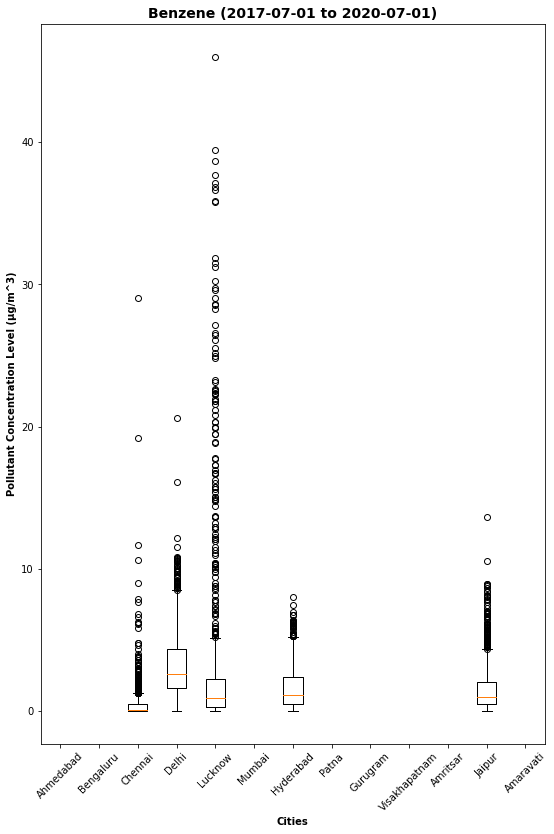 Benzene (2017-07-01 to 2020-07-01)
Pollutant Concentration Level (µg/m^3)
40
30
20
10
0
Ahmedabad
Bengaluru
Chennai
Delhi
Lucknow
Mumbai
Hyderabad
Patna
Gurugram
Visakhapatnam
Amritsar
Jaipur
Amaravati
Cities